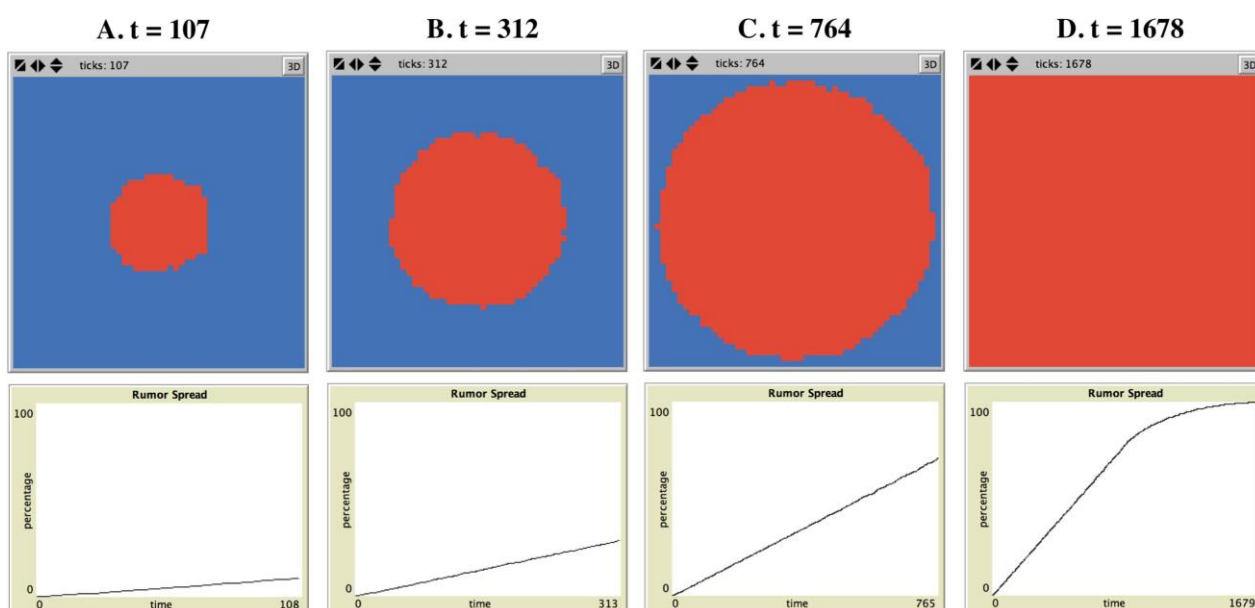 A. t = 107
B. t = 312
C. t = 764
D. t = 1678
ticks: 107
3D
ticks: 312
3D
ticks: 764
3D
ticks: 1678
3D
Rumor Spread
100
percentage
0
0
time
108
Rumor Spread
100
percentage
0
0
time
313
Rumor Spread
100
percentage
0
0
time
765
Rumor Spread
100
percentage
0
0
time
1679